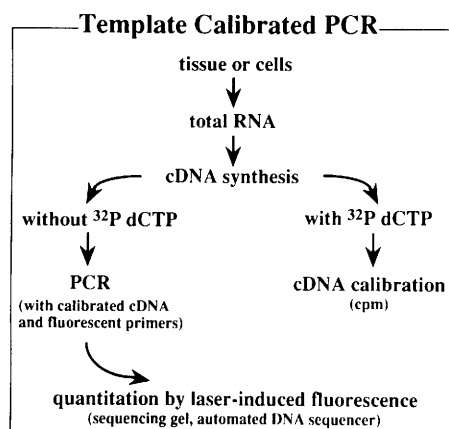 Template Calibrated PCR
tissue or cells
total RNA
cDNA synthesis
without ³²P dCTP
with ³²P dCTP
PCR
(with calibrated cDNA
and fluorescent primers)
cDNA calibration
(cpm)
quantitation by laser-induced fluorescence
(sequencing gel, automated DNA sequencer)